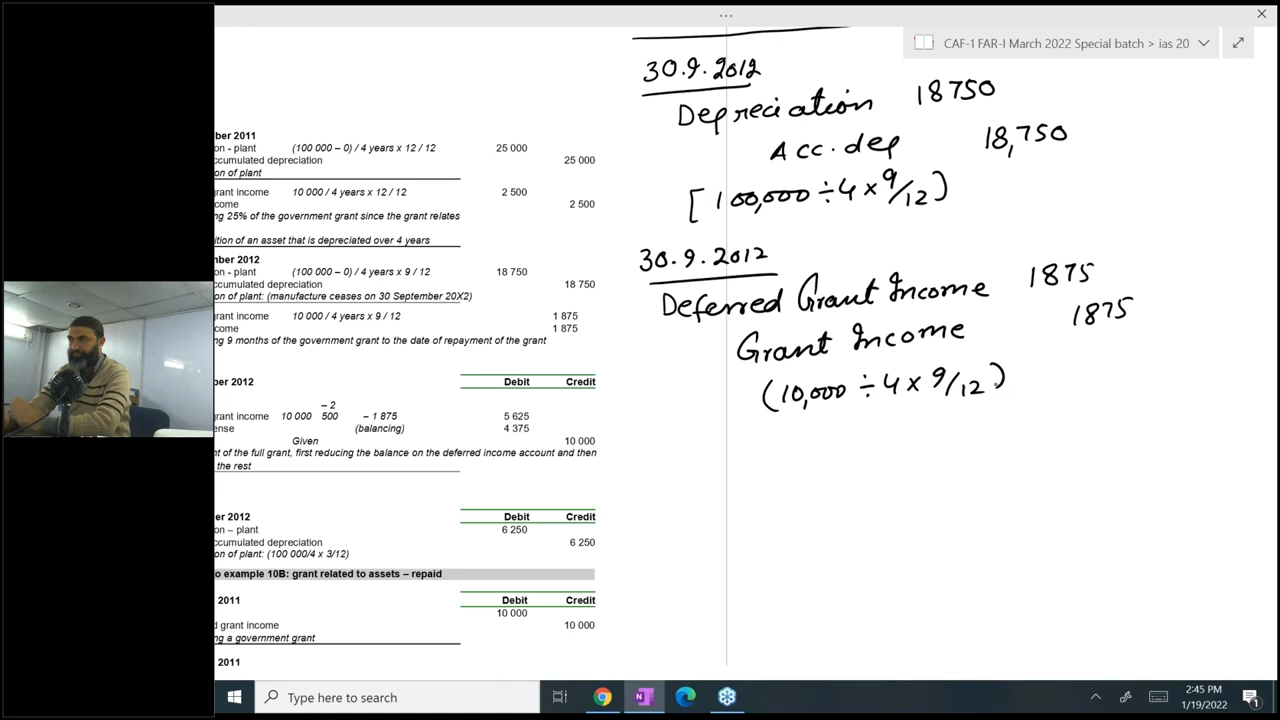 CAF-1 FAR-I March 2022 Special batch > ias 20
ber 2011
on - plant (100 000 – 0) / 4 years x 12 / 12 25 000
ccumulated depreciation 25 000
on of plant
grant income 10 000 / 4 years x 12 / 12 2 500
come 2 500
ng 25% of the government grant since the grant relates
ition of an asset that is depreciated over 4 years
mber 2012
on - plant (100 000 – 0) / 4 years x 9 / 12 18 750
ccumulated depreciation 18 750
on of plant: (manufacture ceases on 30 September 20X2)
grant income 10 000 / 4 years x 9 / 12 1 875
come 1 875
ng 9 months of the government grant to the date of repayment of the grant
ber 2012 Debit Credit
– 2
grant income 10 000 500 – 1 875 5 625
ense (balancing) 4 375
Given 10 000
nt of the full grant, first reducing the balance on the deferred income account and then
the rest
er 2012 Debit Credit
on – plant 6 250
ccumulated depreciation 6 250
on of plant: (100 000/4 x 3/12)
o example 10B: grant related to assets – repaid
2011 Debit Credit
10 000
d grant income 10 000
ng a government grant
2011
30.9.2012
Depreciation 18750
Acc.dep 18,750
[100,000 ÷ 4 × 9/12)
30.9.2012
Deferred Grant Income 1875
Grant Income 1875
(10,000 ÷ 4 × 9/12)
Type here to search
2:45 PM
1/19/2022